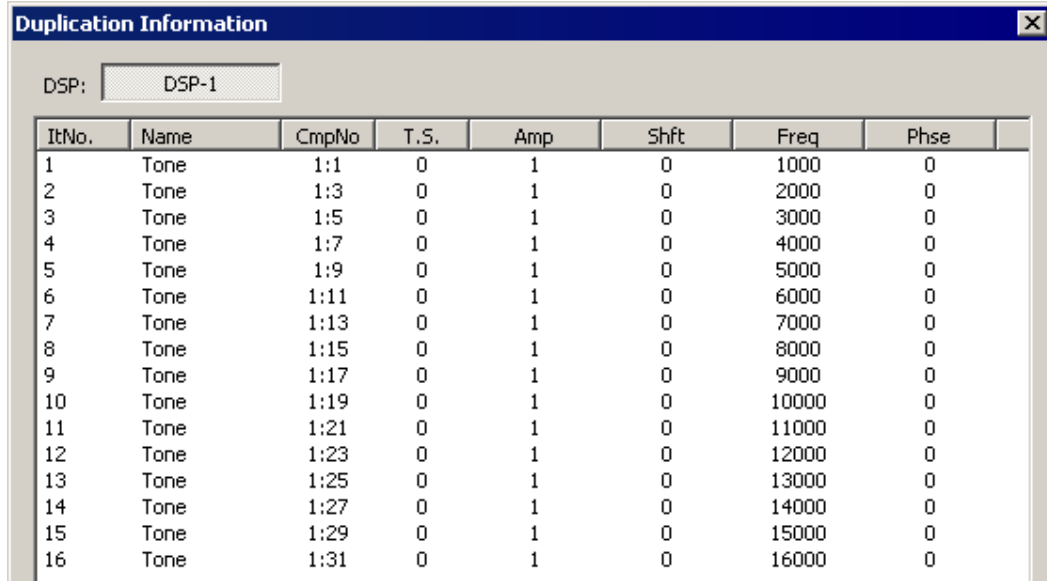 Duplication Information
DSP: DSP-1
ItNo. Name CmpNo T.S. Amp Shft Freq Phse
1 Tone 1:1 0 1 0 1000 0
2 Tone 1:3 0 1 0 2000 0
3 Tone 1:5 0 1 0 3000 0
4 Tone 1:7 0 1 0 4000 0
5 Tone 1:9 0 1 0 5000 0
6 Tone 1:11 0 1 0 6000 0
7 Tone 1:13 0 1 0 7000 0
8 Tone 1:15 0 1 0 8000 0
9 Tone 1:17 0 1 0 9000 0
10 Tone 1:19 0 1 0 10000 0
11 Tone 1:21 0 1 0 11000 0
12 Tone 1:23 0 1 0 12000 0
13 Tone 1:25 0 1 0 13000 0
14 Tone 1:27 0 1 0 14000 0
15 Tone 1:29 0 1 0 15000 0
16 Tone 1:31 0 1 0 16000 0